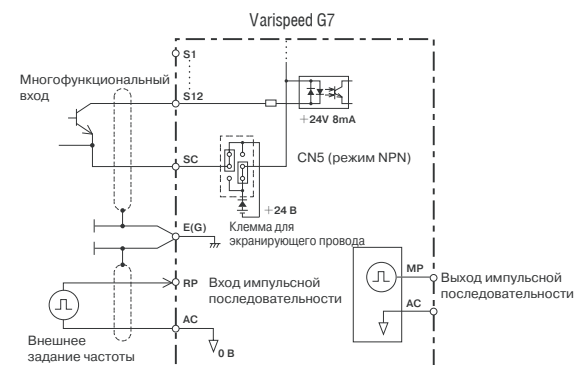 Varispeed G7
S1
Многофункциональный
вход
S12
+24V 8mA
SC
CN5 (режим NPN)
+24 В
E(G)
Клемма для
экранирующего провода
RP
Вход импульсной
последовательности
MP
Выход импульсной
последовательности
AC
AC
0 В
Внешнее
задание частоты